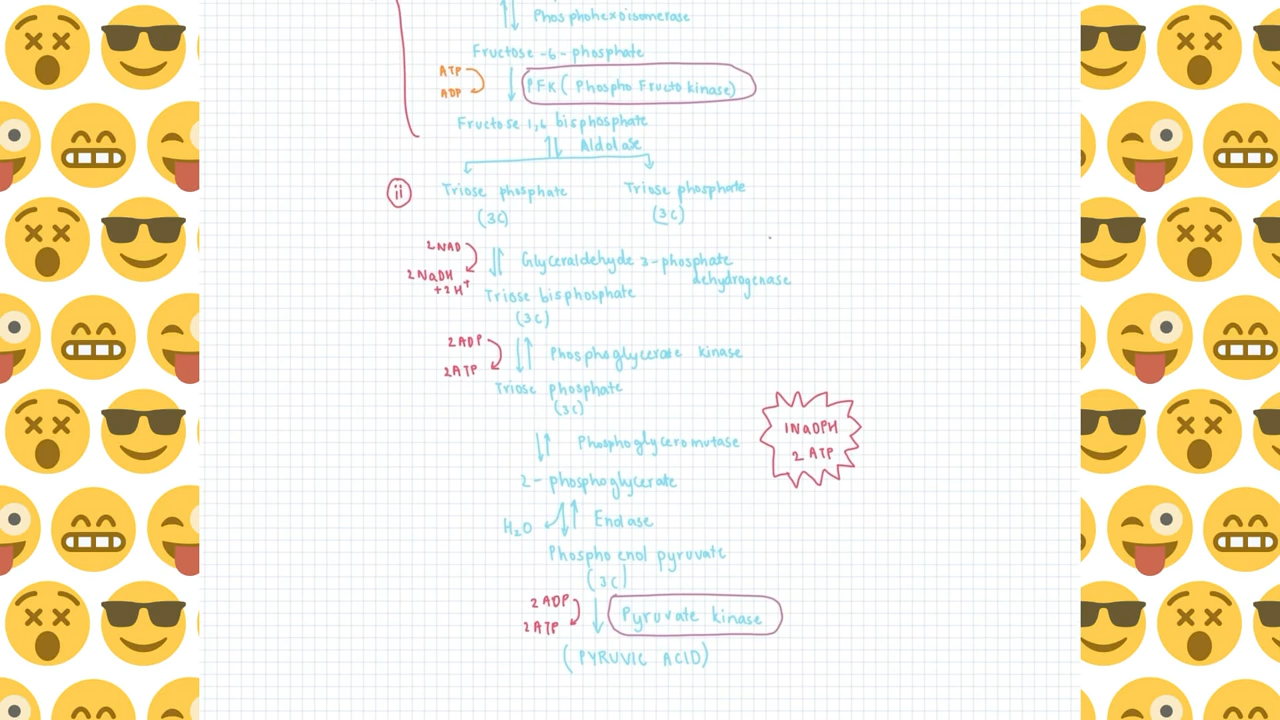 Phosphohexoisomerase
Fructose -6- phosphate
ATP
ADP
P.F.K ( Phospho Fructo kinase)
Fructose 1,6 bisphosphate
Aldolase
ii
Triose phosphate
Triose phosphate
(3C)
(3C)
2NAD
2NaDH
+2H⁺
Glyceraldehyde 3-phosphate
dehydrogenase
Triose bisphosphate
(3C)
2ADP
2ATP
Phosphoglycerate kinase
Triose phosphate
(3C)
Phosphoglyceromutase
1NaDPH
2 ATP
2-phosphoglycerate
H₂O
Enolase
Phospho enol pyruvate
(3C)
2ADP
2ATP
Pyruvate kinase
(PYRUVIC ACID)